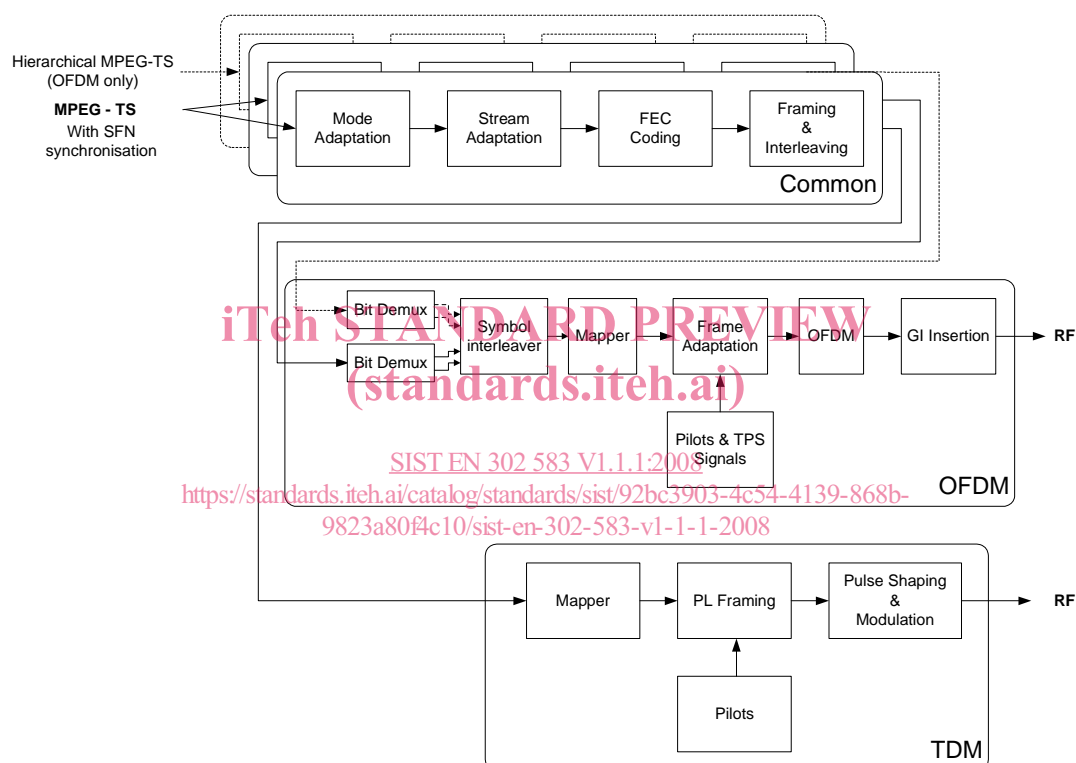 Hierarchical MPEG-TS
(OFDM only)
MPEG - TS
With SFN
synchronisation
Mode
Adaptation
Stream
Adaptation
FEC
Coding
Framing
&
Interleaving
Common
Bit Demux
Bit Demux
Symbol
interleaver
Mapper
Frame
Adaptation
OFDM
GI Insertion
RF
Pilots & TPS
Signals
OFDM
iTeh STANDARD PREVIEW
(standards.iteh.ai)
SIST EN 302 583 V1.1.1:2008
https://standards.iteh.ai/catalog/standards/sist/92bc3903-4c54-4139-868b-
9823a80f4c10/sist-en-302-583-v1-1-1-2008
Mapper
PL Framing
Pulse Shaping
&
Modulation
RF
Pilots
TDM